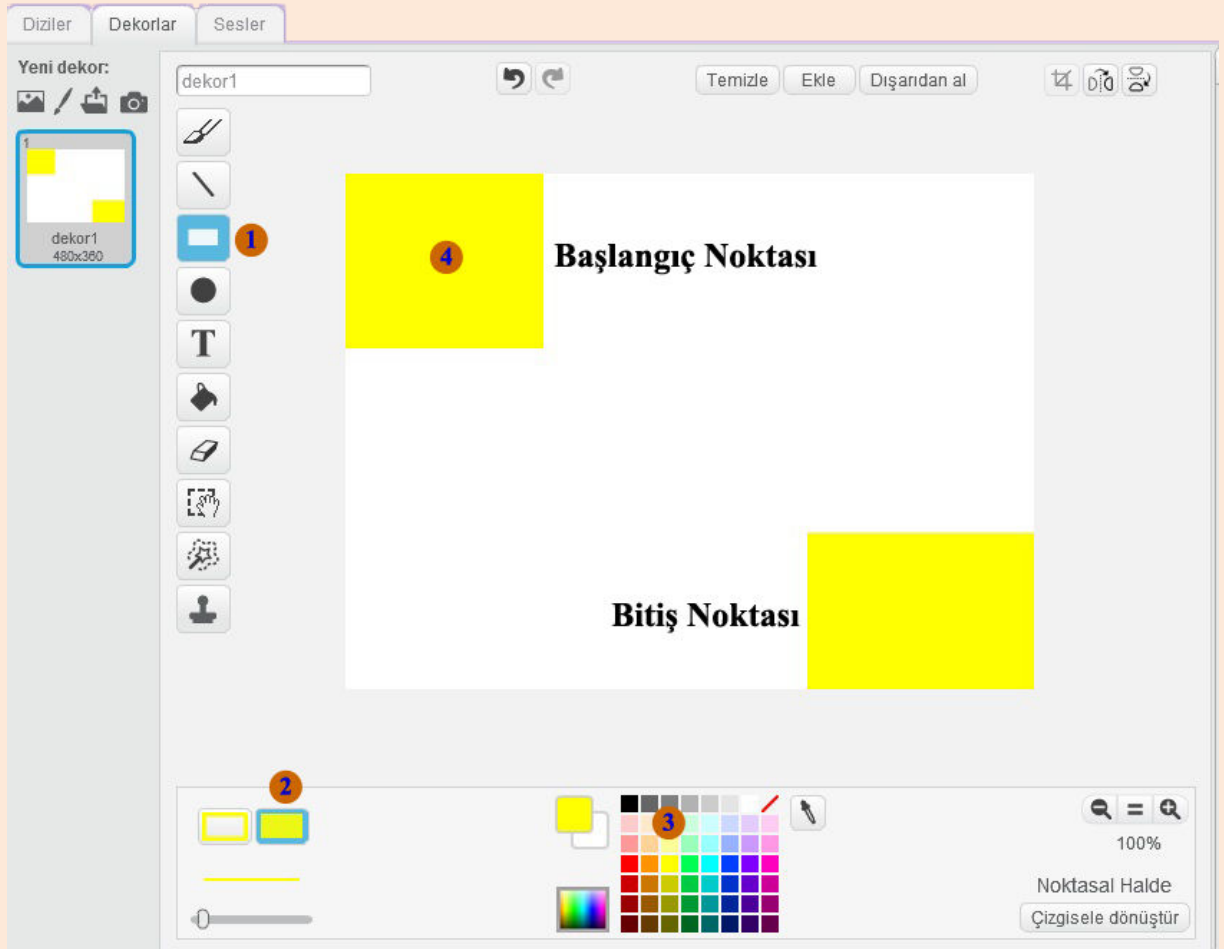 Diziler Dekorlar Sesler
Yeni dekor:
dekor1 Temizle Ekle Dışarıdan al
1
dekor1
480x360
1
4 Başlangıç Noktası
T
Bitiş Noktası
2
3
100%
Noktasal Halde
Çizgisele dönüştür